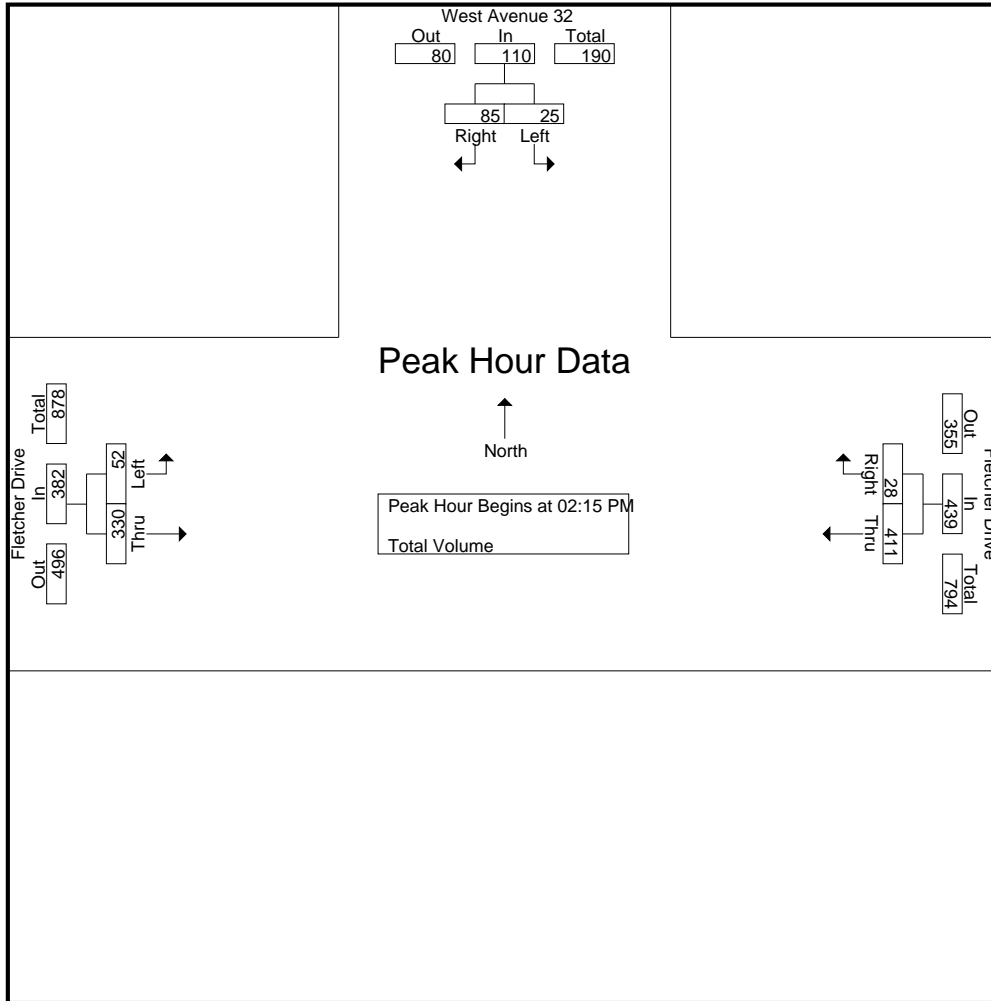 West Avenue 32
Out In Total
80 110 190
85 25
Right Left
Peak Hour Data
North
Peak Hour Begins at 02:15 PM
Total Volume
Fletcher Drive
Out In Total
496 382 878
330 52
Thru Left
Fletcher Drive
Out In Total
355 439 794
28 411
Right Thru